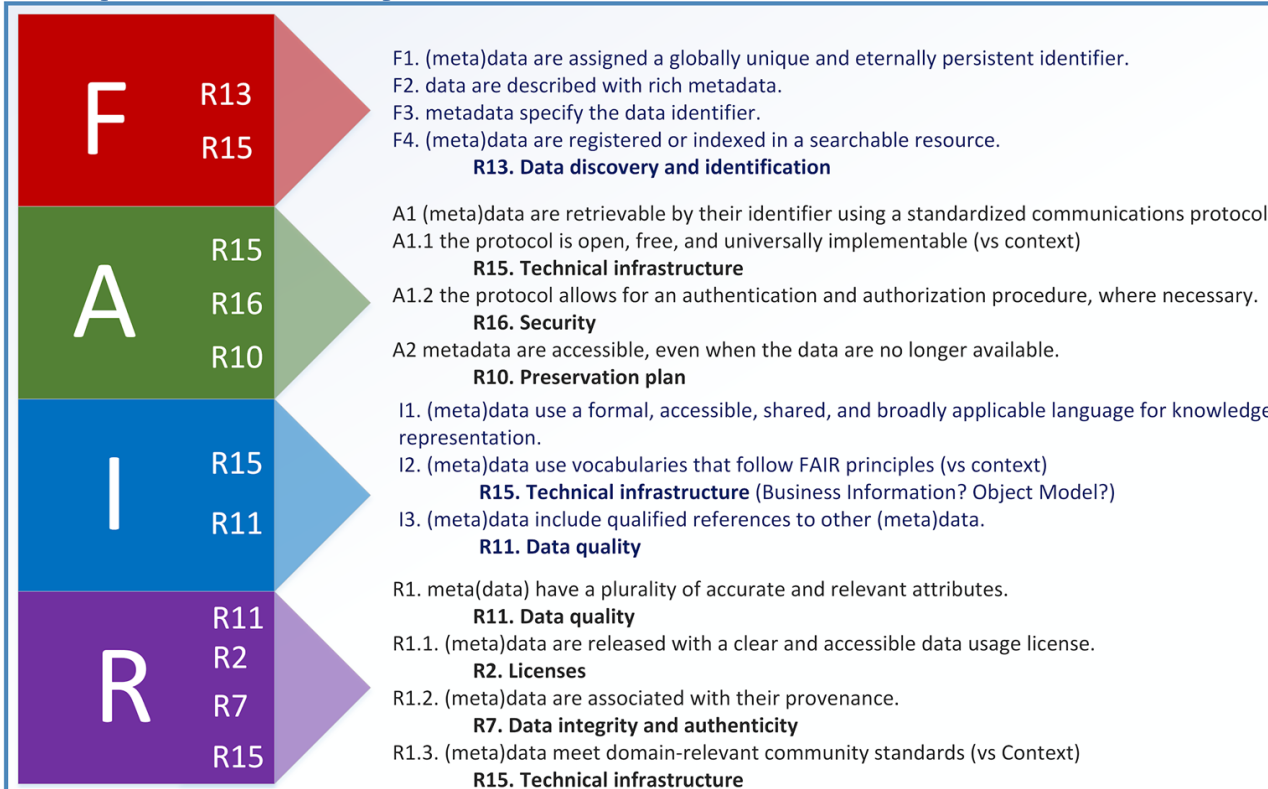 F
R13
R15
F1. (meta)data are assigned a globally unique and eternally persistent identifier.
F2. data are described with rich metadata.
F3. metadata specify the data identifier.
F4. (meta)data are registered or indexed in a searchable resource.
R13. Data discovery and identification
A
R15
R16
R10
A1 (meta)data are retrievable by their identifier using a standardized communications protocol
A1.1 the protocol is open, free, and universally implementable (vs context)
R15. Technical infrastructure
A1.2 the protocol allows for an authentication and authorization procedure, where necessary.
R16. Security
A2 metadata are accessible, even when the data are no longer available.
R10. Preservation plan
I
R15
R11
I1. (meta)data use a formal, accessible, shared, and broadly applicable language for knowledge
representation.
I2. (meta)data use vocabularies that follow FAIR principles (vs context)
R15. Technical infrastructure (Business Information? Object Model?)
I3. (meta)data include qualified references to other (meta)data.
R11. Data quality
R
R11
R2
R7
R15
R1. meta(data) have a plurality of accurate and relevant attributes.
R11. Data quality
R1.1. (meta)data are released with a clear and accessible data usage license.
R2. Licenses
R1.2. (meta)data are associated with their provenance.
R7. Data integrity and authenticity
R1.3. (meta)data meet domain-relevant community standards (vs Context)
R15. Technical infrastructure